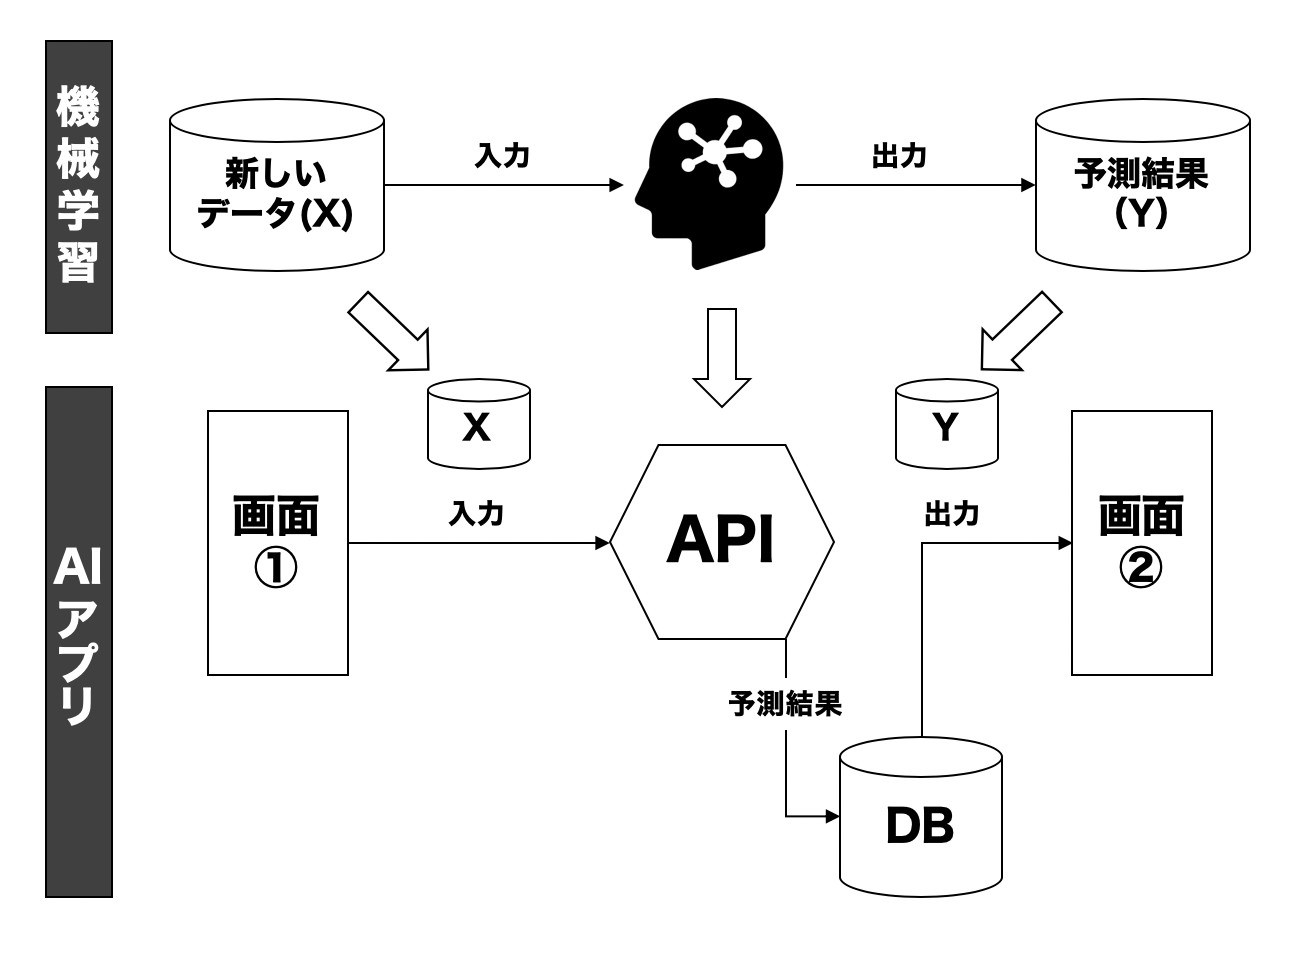 機械学習
新しい
データ(X)
入力
出力
予測結果
(Y)
AIアプリ
画面
①
X
入力
API
Y
出力
画面
②
予測結果
DB